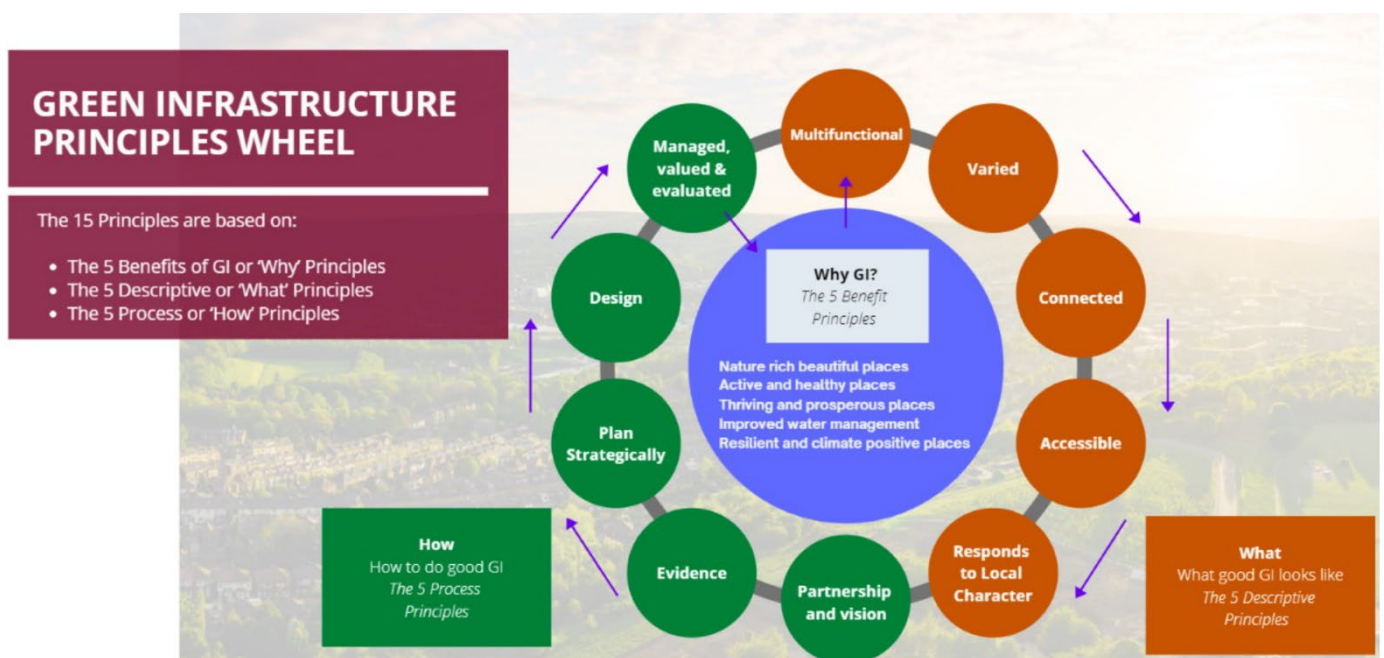 GREEN INFRASTRUCTURE
PRINCIPLES WHEEL
The 15 Principles are based on:
• The 5 Benefits of GI or ‘Why’ Principles
• The 5 Descriptive or ‘What’ Principles
• The 5 Process or ‘How’ Principles
Multifunctional
Varied
Connected
Accessible
Responds
to Local
Character
Partnership
and vision
Evidence
Plan
Strategically
Design
Managed,
valued &
evaluated
Why GI?
The 5 Benefit
Principles
Nature rich beautiful places
Active and healthy places
Thriving and prosperous places
Improved water management
Resilient and climate positive places
How
How to do good GI
The 5 Process
Principles
What
What good GI looks like
The 5 Descriptive
Principles